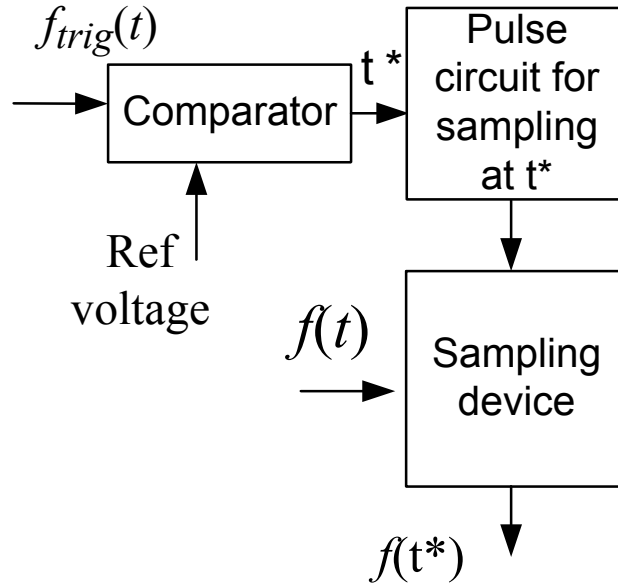 f_trig(t)
Comparator
t *
Pulse
circuit for
sampling
at t*
Ref
voltage
f(t)
Sampling
device
f(t*)